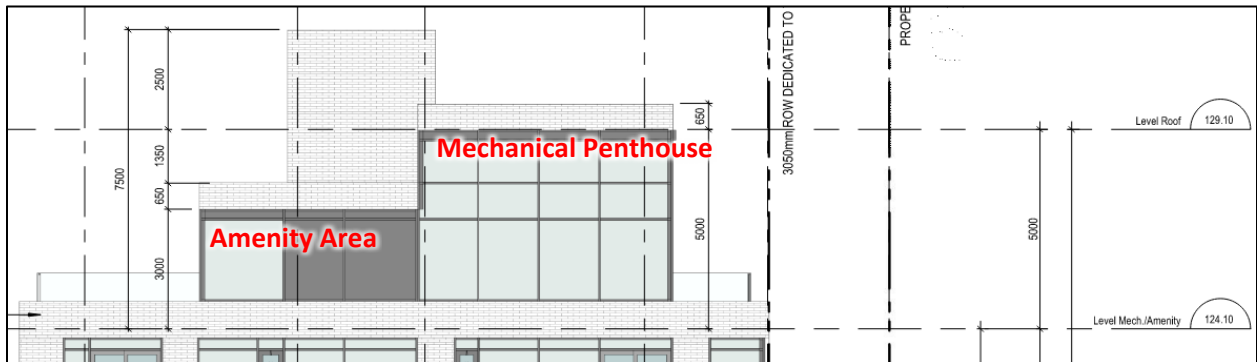 2500
1350
7500
650
3000
Amenity Area
Mechanical Penthouse
650
5000
3050mm ROW DEDICATED TO
PROPE
5000
Level Roof 129.10
Level Mech./Amenity 124.10